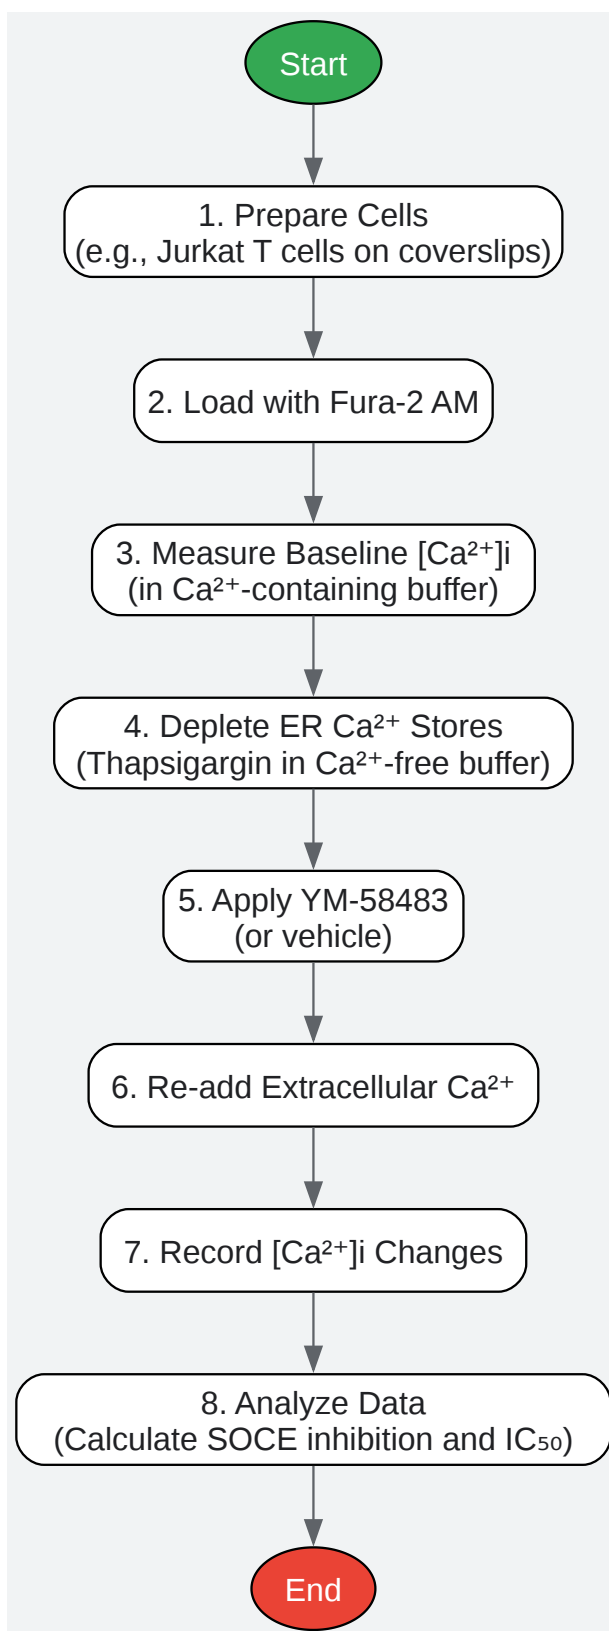 Start
1. Prepare Cells
(e.g., Jurkat T cells on coverslips)
2. Load with Fura-2 AM
3. Measure Baseline [Ca²⁺]i
(in Ca²⁺-containing buffer)
4. Deplete ER Ca²⁺ Stores
(Thapsigargin in Ca²⁺-free buffer)
5. Apply YM-58483
(or vehicle)
6. Re-add Extracellular Ca²⁺
7. Record [Ca²⁺]i Changes
8. Analyze Data
(Calculate SOCE inhibition and IC₅₀)
End